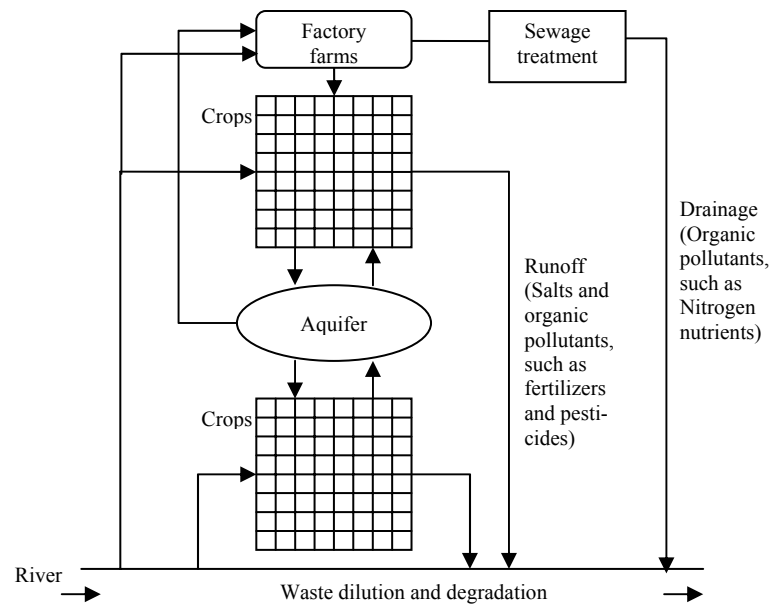 Factory
farms
Sewage
treatment
Crops
Drainage
(Organic
pollutants,
such as
Nitrogen
nutrients)
Runoff
(Salts and
organic
pollutants,
such as
fertilizers
and pesti-
cides)
Aquifer
Crops
River
Waste dilution and degradation